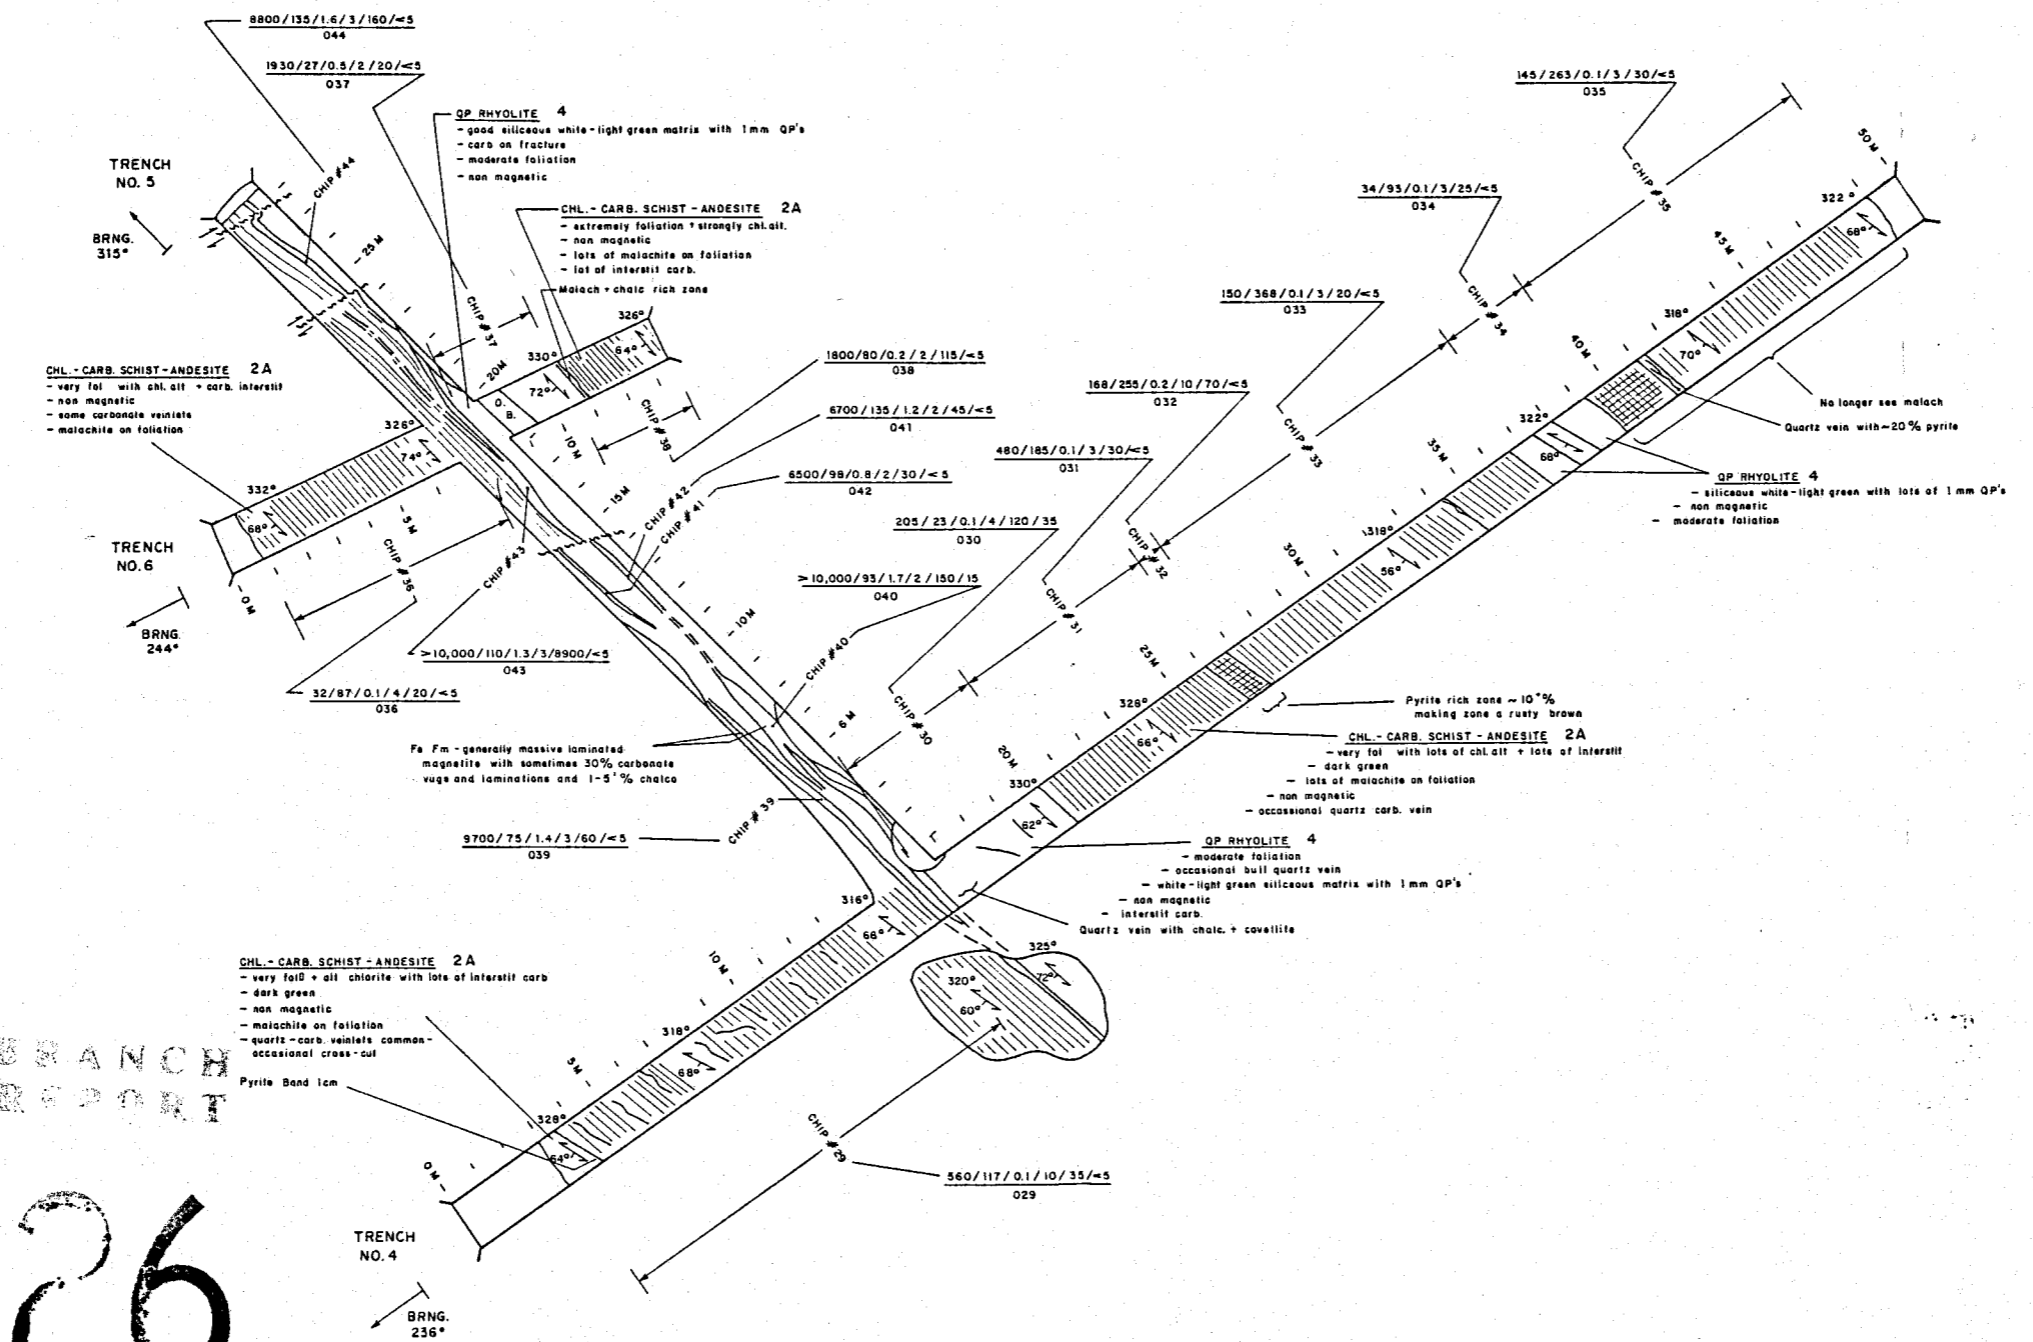 8800/135/1.6/3/160/<5
044
1930/27/0.5/2/20/<5
037
QP RHYOLITE 4
- good siliceous white-light green matrix with 1mm QP's
- carb on fracture
- moderate foliation
- non magnetic
145/263/0.1/3/30/<5
035
TRENCH
NO. 5
BRNG.
315°
CHIP #44
25 M
CHL.- CARB. SCHIST - ANDESITE 2A
- extremely foliation + strongly chl.alt.
- non magnetic
- lots of malachite on foliation
- lot of interstit carb.
Malach + chalc rich zone
34/93/0.1/3/25/<5
034
CHIP #35
50 M
322°
68°
45 M
CHIP #37
326°
64°
330°
72°
20M
O.
B.
150/368/0.1/3/20/<5
033
CHIP #34
318°
70°
40 M
CHL.- CARB. SCHIST - ANDESITE 2A
- very fol with chl.alt + carb. interstit
- non magnetic
- some carbonate veinlets
- malachite on foliation
1800/80/0.2/2/115/<5
038
168/255/0.2/10/70/<5
032
No longer see malach
Quartz vein with ~20% pyrite
326°
74°
CHIP #38
10 M
6700/135/1.2/2/45/<5
041
322°
68°
CHIP #33
35 M
480/185/0.1/3/30/<5
031
6500/98/0.8/2/30/<5
042
QP RHYOLITE 4
- siliceous white-light green with lots of 1mm QP's
- non magnetic
- moderate foliation
332°
68°
15 M
CHIP #42
CHIP #41
205/23/0.1/4/120/35
030
318°
56°
30 M
TRENCH
NO. 6
5 M
CHIP #36
CHIP #43
CHIP #32
>10,000/93/1.7/2/150/15
040
0 M
BRNG.
244°
10M
CHIP #31
>10,000/110/1.3/3/8900/<5
043
CHIP #40
25 M
32/87/0.1/4/20/<5
036
328°
66°
Pyrite rich zone ~10+%
making zone a rusty brown
6 M
CHIP #30
Fe Fm - generally massive laminated
magnetite with sometimes 30% carbonate
vugs and laminations and 1-5+% chalco
CHL.- CARB. SCHIST - ANDESITE 2A
- very fol with lots of chl.alt + lots of interstit
- dark green
- lots of malachite on foliation
- non magnetic
- occassional quartz carb. vein
20 M
330°
62°
CHIP #39
9700/75/1.4/3/60/<5
039
QP RHYOLITE 4
- moderate foliation
- occasional bull quartz vein
- white-light green siliceous matrix with 1mm QP's
- non magnetic
- interstit carb.
Quartz vein with chalc. + covellite
316°
66°
325°
72°
320°
60°
10 M
CHL.- CARB. SCHIST - ANDESITE 2A
- very fol + all chlorite with lots of interstit carb
- dark green
- non magnetic
- malachite on foliation
- quartz-carb. veinlets common-
occasional cross-cut
Pyrite Band 1cm
318°
68°
5 M
BRANCH
REPORT
328°
64°
CHIP #29
560/117/0.1/10/35/<5
029
0 M
TRENCH
NO. 4
BRNG.
236°
26